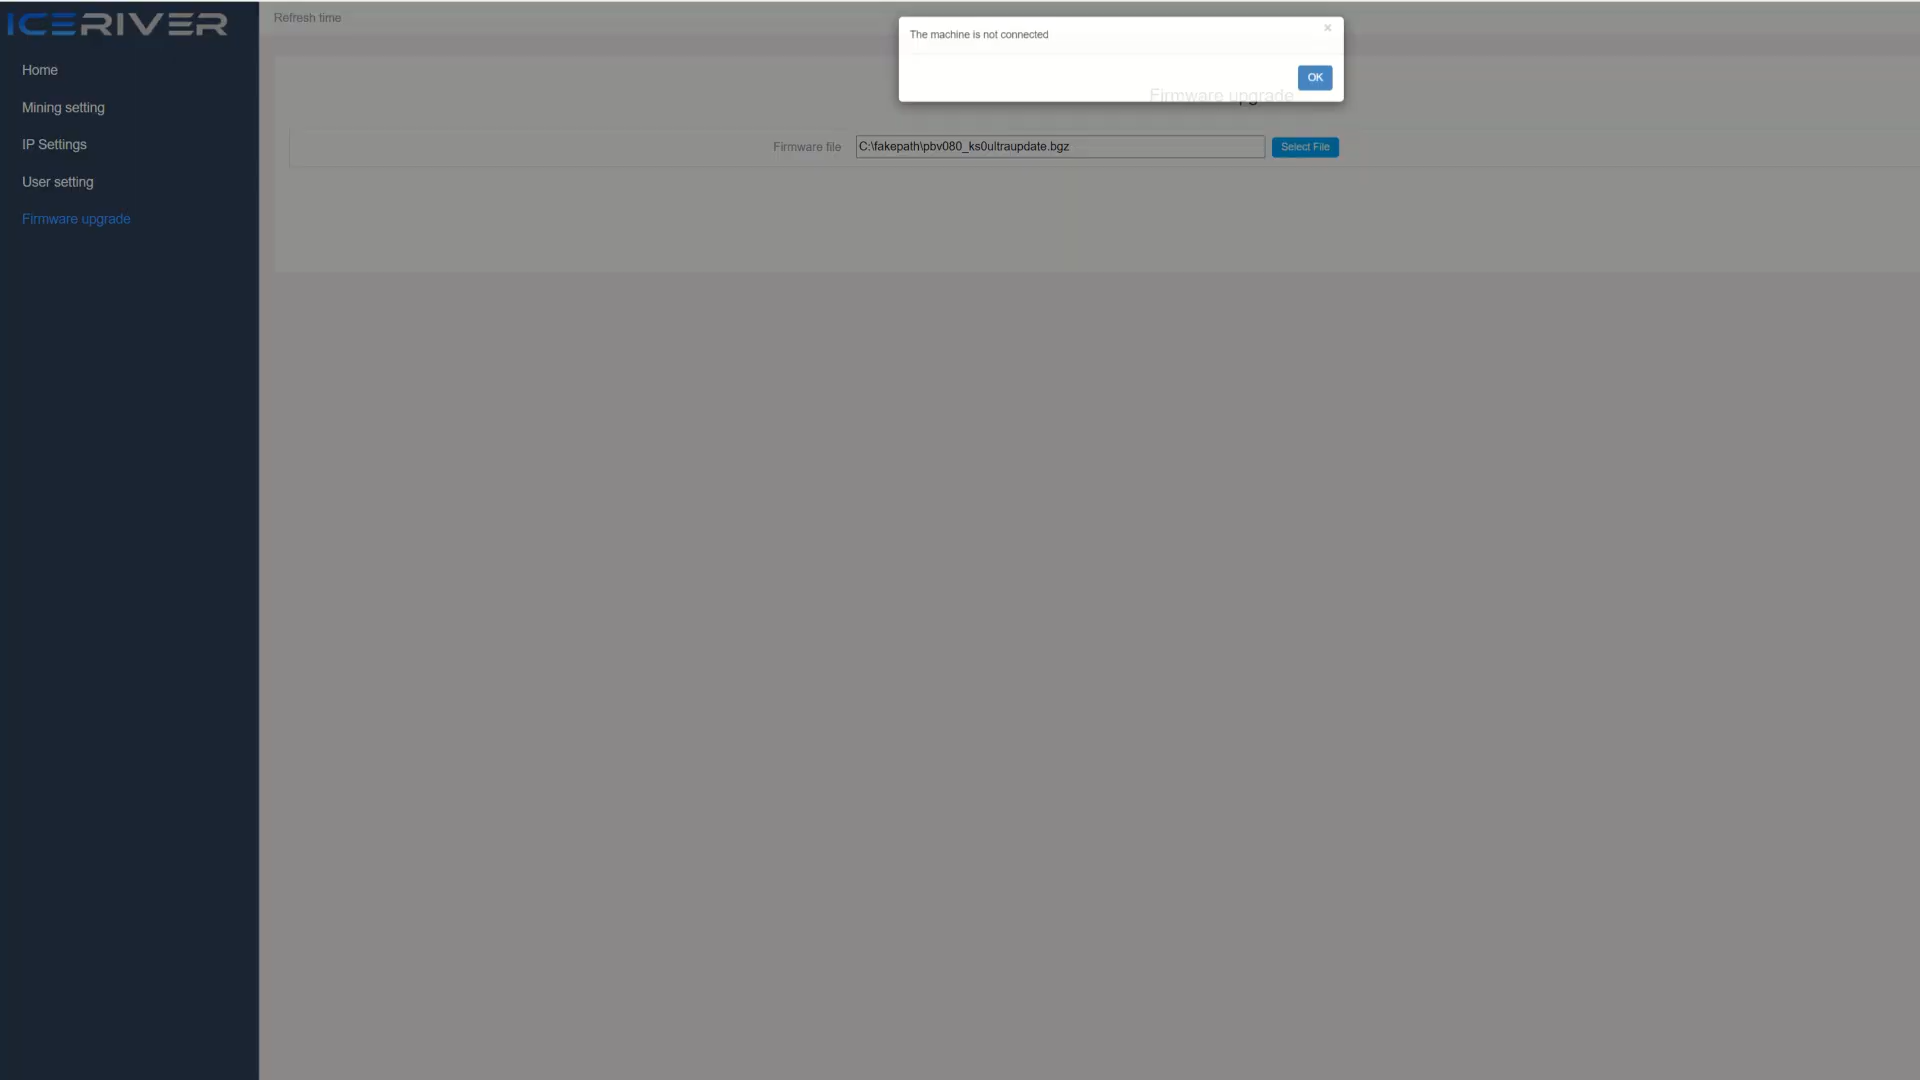 ICERIVER
Refresh time
The machine is not connected
×
OK
Home
Mining setting
IP Settings
User setting
Firmware upgrade
Firmware upgrade
Firmware file
C:\fakepath\pbv080_ks0ultraupdate.bgz
Select File